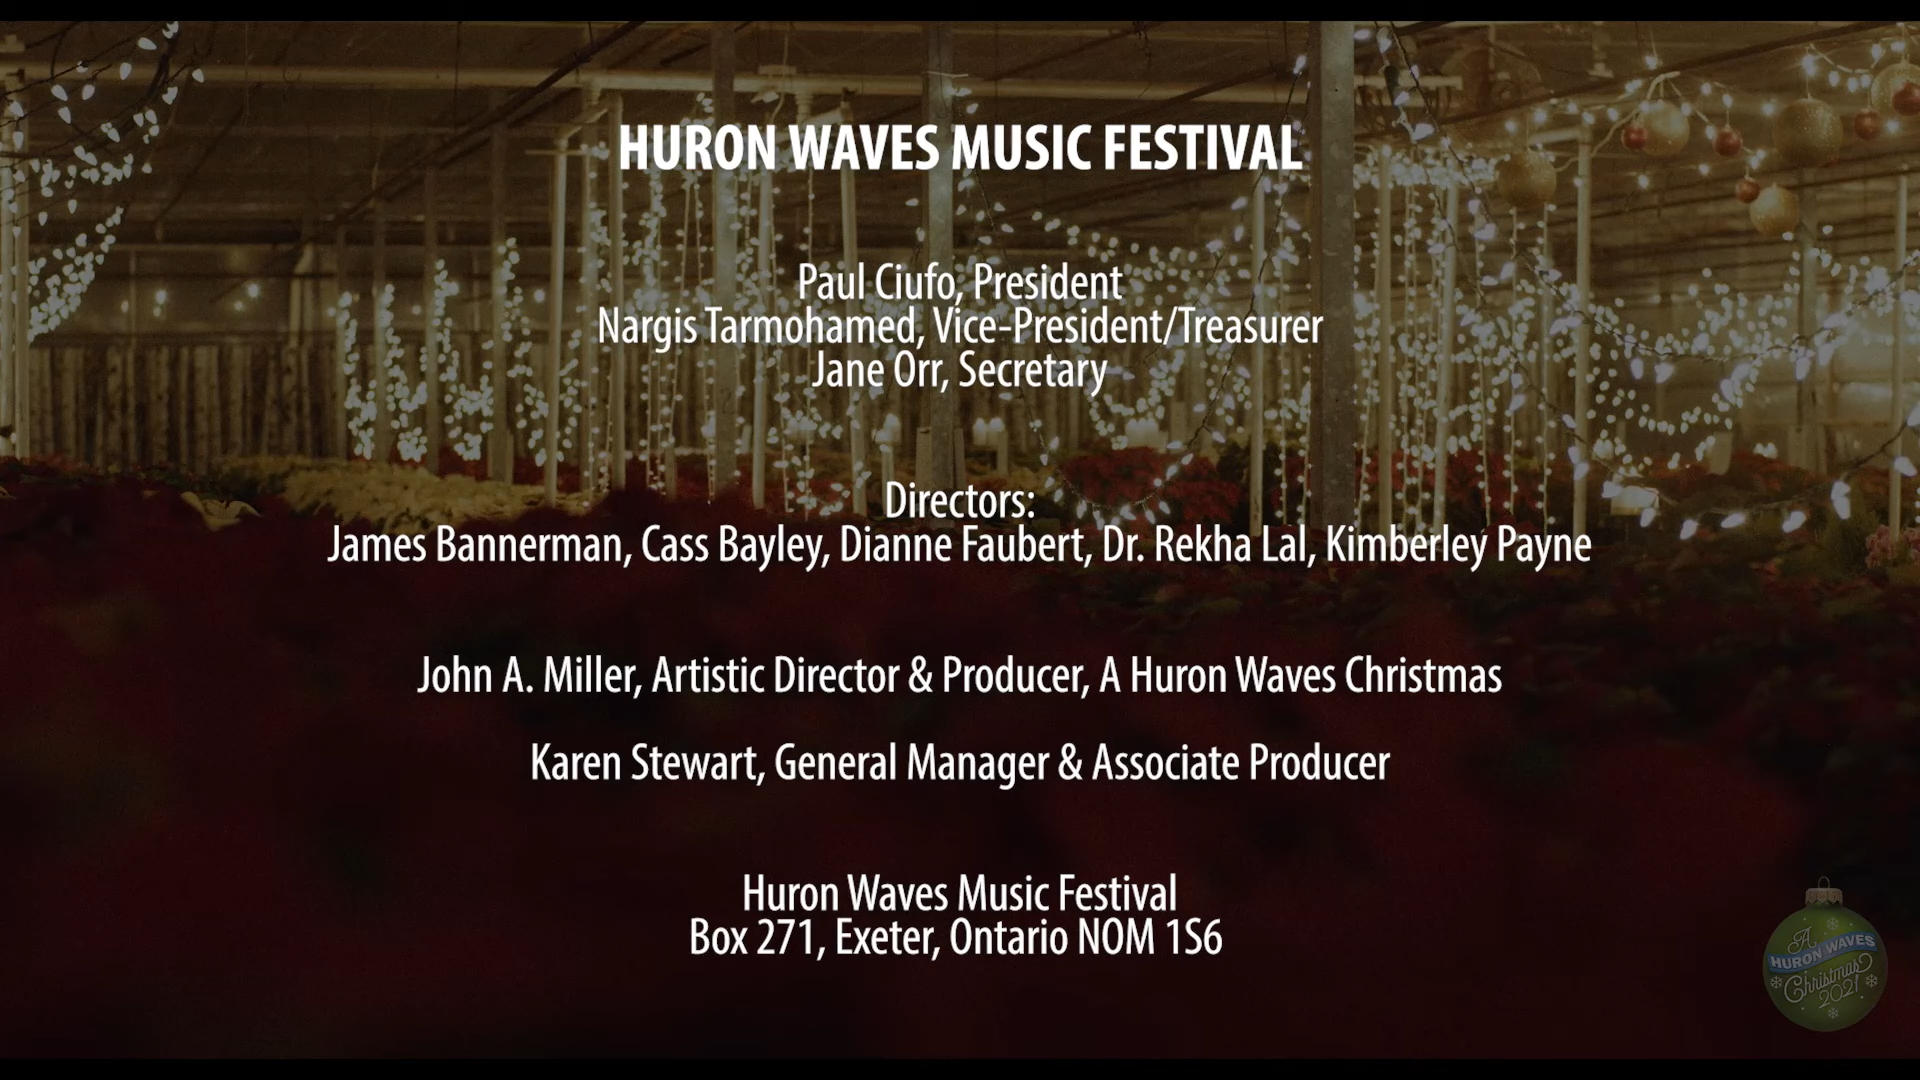 HURON WAVES MUSIC FESTIVAL
Paul Ciufo, President
Nargis Tarmohamed, Vice-President/Treasurer
Jane Orr, Secretary
Directors:
James Bannerman, Cass Bayley, Dianne Faubert, Dr. Rekha Lal, Kimberley Payne
John A. Miller, Artistic Director & Producer, A Huron Waves Christmas
Karen Stewart, General Manager & Associate Producer
Huron Waves Music Festival
Box 271, Exeter, Ontario NOM 1S6
A
HURON WAVES
Christmas
2021